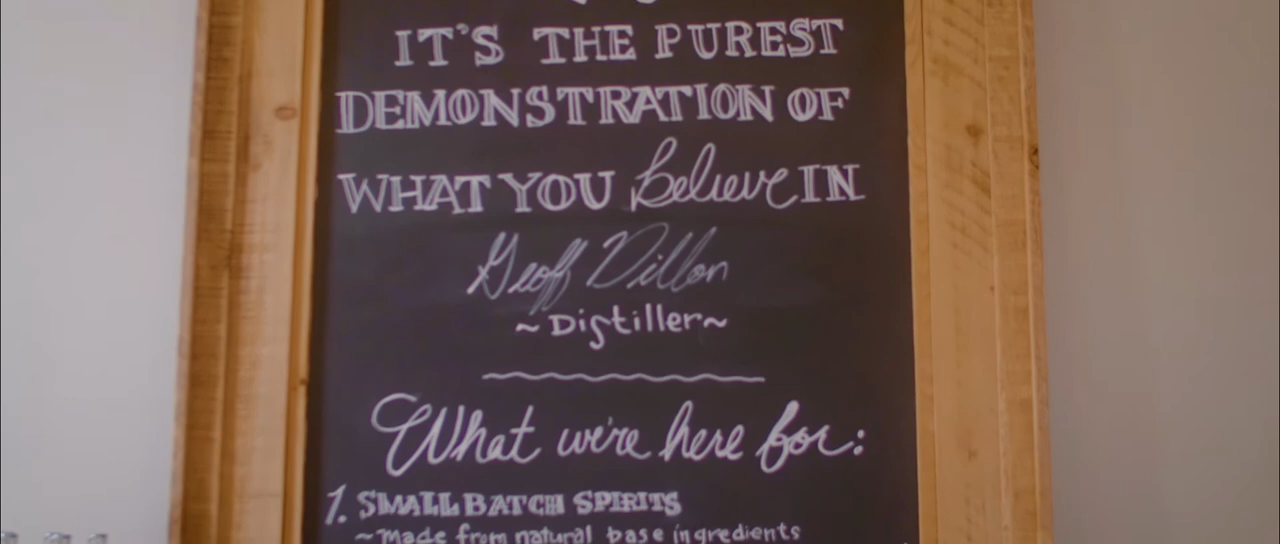 IT'S THE PUREST
DEMONSTRATION OF
WHAT YOU Believe IN
Geoff Dillon
~Distiller~
What we're here for:
1. SMALL BATCH SPIRITS
~made from natural base ingredients